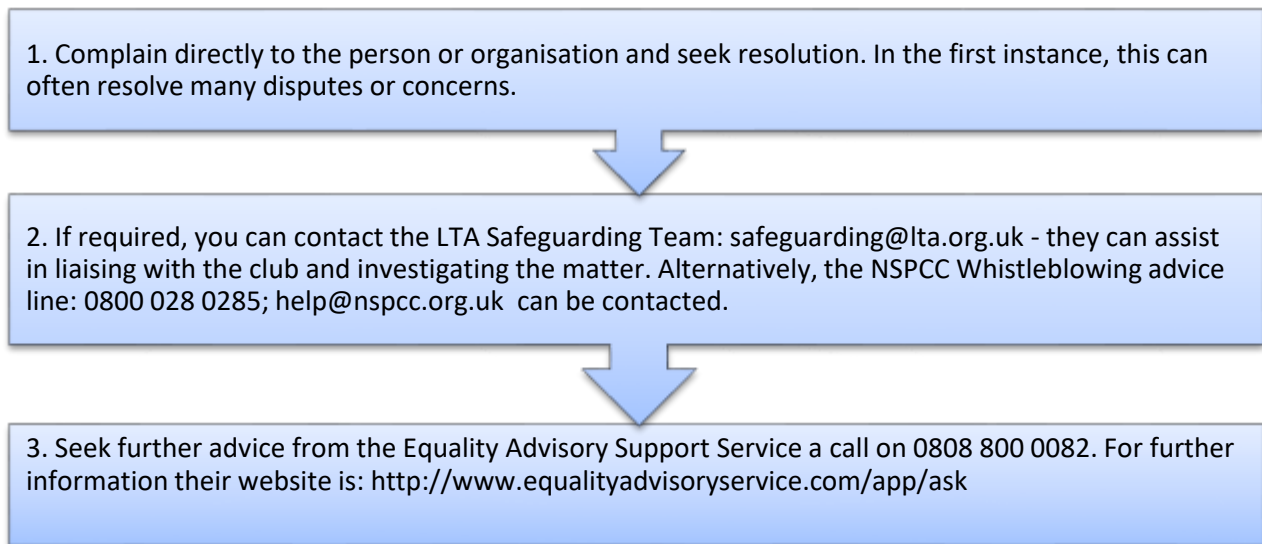 1. Complain directly to the person or organisation and seek resolution. In the first instance, this can
often resolve many disputes or concerns.
2. If required, you can contact the LTA Safeguarding Team: safeguarding@lta.org.uk - they can assist
in liaising with the club and investigating the matter. Alternatively, the NSPCC Whistleblowing advice
line: 0800 028 0285; help@nspcc.org.uk  can be contacted.
3. Seek further advice from the Equality Advisory Support Service a call on 0808 800 0082. For further
information their website is: http://www.equalityadvisoryservice.com/app/ask